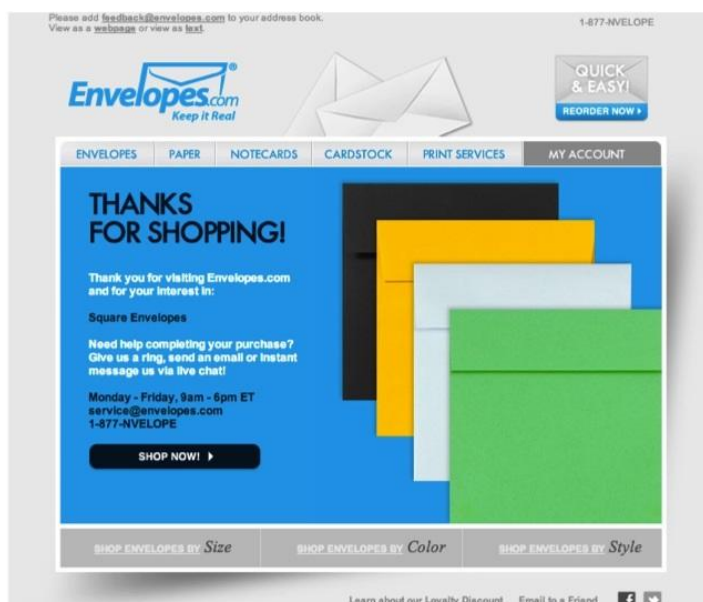 Please add feedback@envelopes.com to your address book.
View as a webpage or view as text.
1-877-NVELOPE
Envelopes.com®
Keep it Real
QUICK
& EASY!
REORDER NOW
ENVELOPES PAPER NOTECARDS CARDSTOCK PRINT SERVICES MY ACCOUNT
THANKS
FOR SHOPPING!
Thank you for visiting Envelopes.com
and for your interest in:
Square Envelopes
Need help completing your purchase?
Give us a ring, send an email or instant
message us via live chat!
Monday - Friday, 9am - 6pm ET
service@envelopes.com
1-877-NVELOPE
SHOP NOW!
SHOP ENVELOPES BY Size SHOP ENVELOPES BY Color SHOP ENVELOPES BY Style
Learn about our Loyalty Discount Email to a Friend